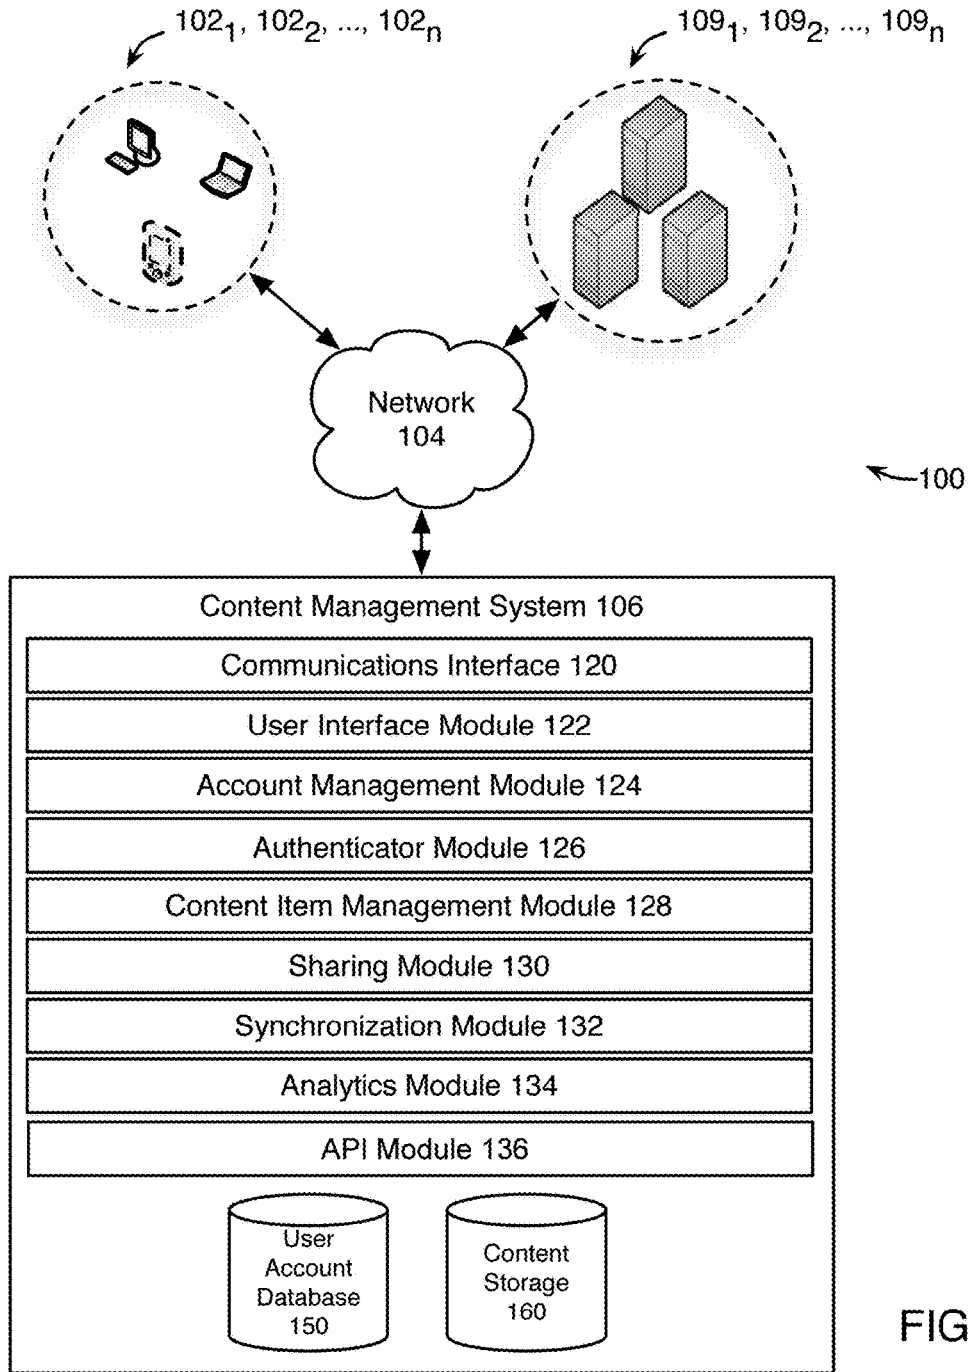 102₁, 102₂, ..., 102ₙ
109₁, 109₂, ..., 109ₙ
Network
104
100
Content Management System 106
Communications Interface 120
User Interface Module 122
Account Management Module 124
Authenticator Module 126
Content Item Management Module 128
Sharing Module 130
Synchronization Module 132
Analytics Module 134
API Module 136
User
Account
Database
150
Content
Storage
160
FIG